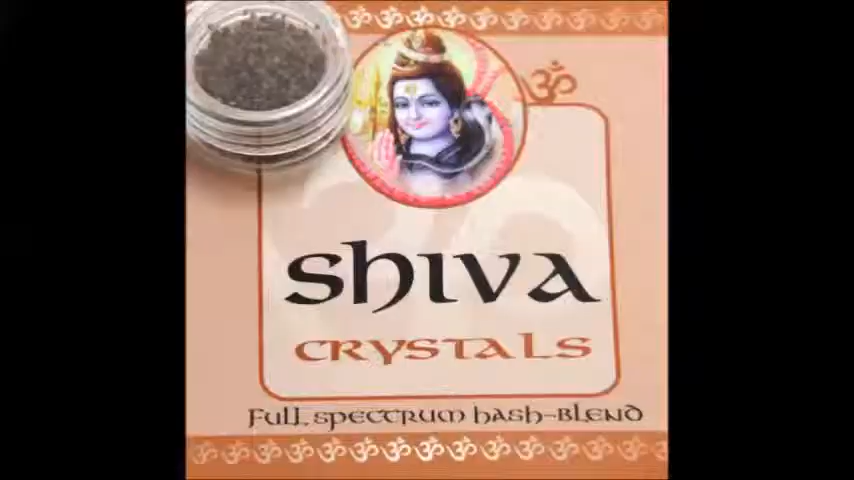 ॐ ॐ ॐ ॐ ॐ ॐ ॐ ॐ ॐ ॐ ॐ ॐ ॐ ॐ ॐ
ॐ
Shiva
Crystals
Full spectrum hash-blend
ॐ ॐ ॐ ॐ ॐ ॐ ॐ ॐ ॐ ॐ ॐ ॐ ॐ ॐ ॐ